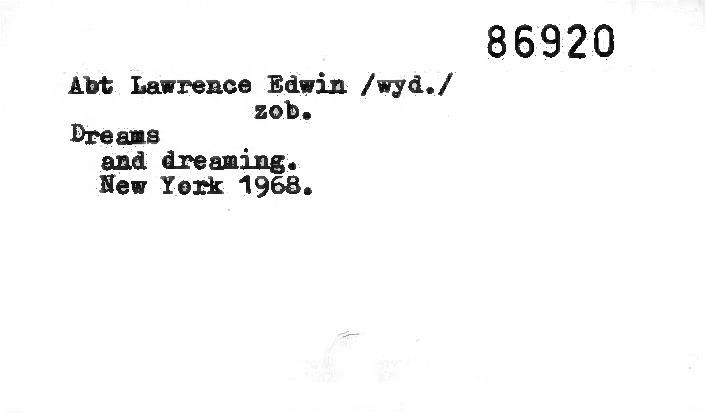 86920
Abt Lawrence Edwin /wyd./
zob.
Dreams
and dreaming.
New York 1968.